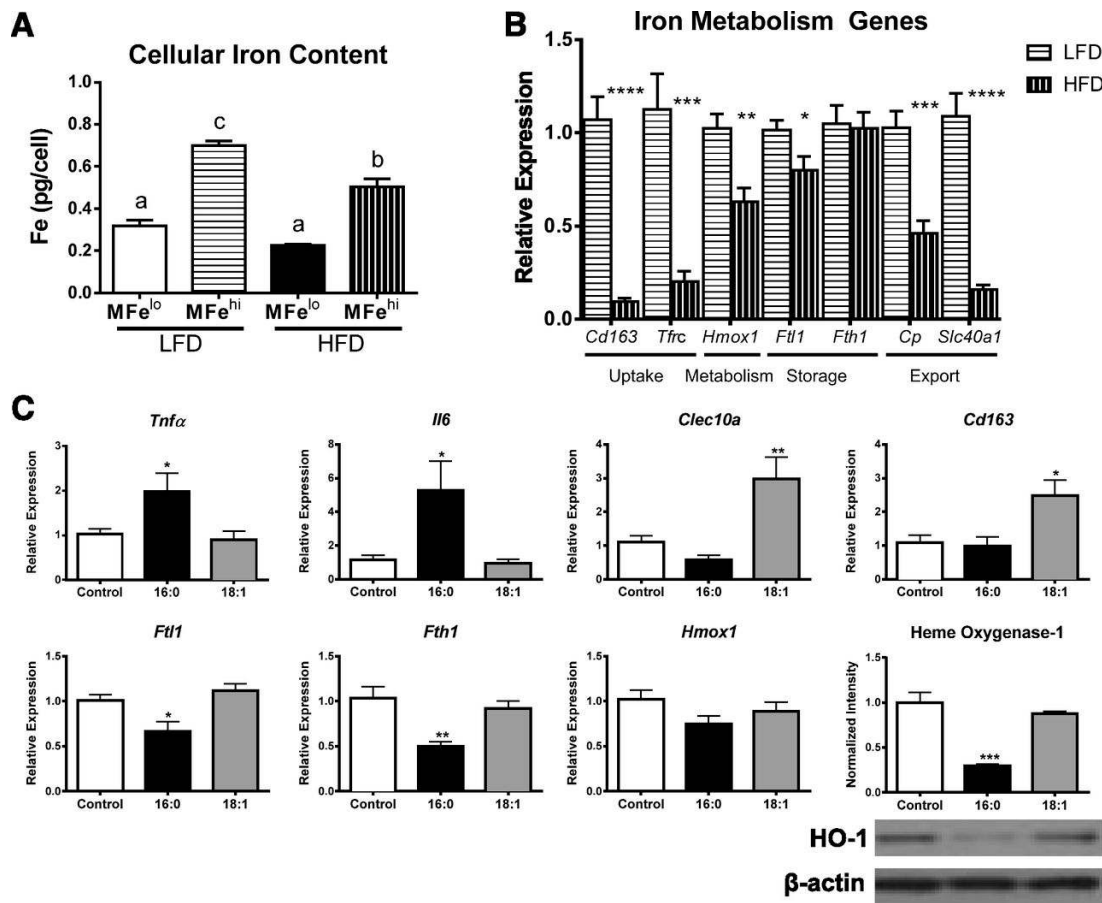 A
Cellular Iron Content
Fe (pg/cell)
1.0
0.8
0.6
0.4
0.2
0.0
a
c
a
b
MFe^lo MFe^hi MFe^lo MFe^hi
LFD HFD
B
Iron Metabolism Genes
LFD
HFD
Relative Expression
1.5
1.0
0.5
0.0
**** *** ** * *** ****
Cd163 Tfrc Hmox1 Ftl1 Fth1 Cp Slc40a1
Uptake Metabolism Storage Export
C
Tnfα
Relative Expression
3
2
1
0
*
Control 16:0 18:1
Il6
Relative Expression
8
6
4
2
0
*
Control 16:0 18:1
Clec10a
Relative Expression
4
3
2
1
0
**
Control 16:0 18:1
Cd163
Relative Expression
4
3
2
1
0
*
Control 16:0 18:1
Ftl1
Relative Expression
1.5
1.0
0.5
0.0
*
Control 16:0 18:1
Fth1
Relative Expression
1.5
1.0
0.5
0.0
**
Control 16:0 18:1
Hmox1
Relative Expression
1.5
1.0
0.5
0.0
Control 16:0 18:1
Heme Oxygenase-1
Normalized Intensity
1.5
1.0
0.5
0.0
***
Control 16:0 18:1
HO-1
β-actin